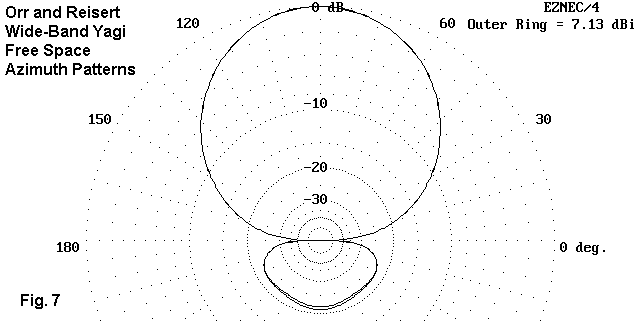 Orr and Reisert
Wide-Band Yagi
Free Space
Azimuth Patterns
EZNEC/4
Outer Ring = 7.13 dBi
0 dB
120
60
-10
150
30
-20
-30
180
0 deg.
Fig. 7